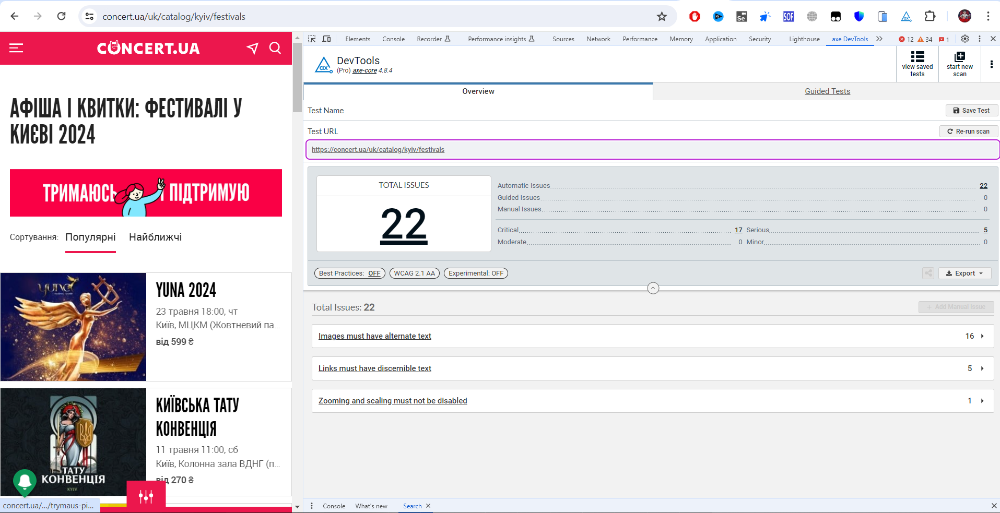 concert.ua/uk/catalog/kyiv/festivals
Se
SOF
CONCERT.UA
АФІША І КВИТКИ: ФЕСТИВАЛІ У
КИЄВІ 2024
ТРИМАЮСЬ І ПІДТРИМУЮ
Сортування: Популярні Найближчі
yuna
YUNA 2024
23 травня 18:00, чт
Київ, МЦКМ (Жовтневий па...
від 599 ₴
ТАТУ
КОНВЕНЦІЯ
KYIV
КИЇВСЬКА ТАТУ
КОНВЕНЦІЯ
11 травня 11:00, сб
Київ, Колонна зала ВДНГ (п...
від 270 ₴
concert.ua/.../trymaus-pi...
Elements Console Recorder Performance insights Sources Network Performance Memory Application Security Lighthouse axe DevTools 12 34 1
ax
DevTools
(Pro) axe-core 4.8.4
view saved
tests
start new
scan
Overview Guided Tests
Test Name Save Test
Test URL Re-run scan
https://concert.ua/uk/catalog/kyiv/festivals
TOTAL ISSUES
22
Automatic Issues 22
Guided Issues 0
Manual Issues 0
Critical 17 Serious 5
Moderate 0 Minor 0
Best Practices: OFF WCAG 2.1 AA Experimental: OFF Export
Total Issues: 22 + Add Manual Issue
Images must have alternate text 16
Links must have discernible text 5
Zooming and scaling must not be disabled 1
Console What's new Search